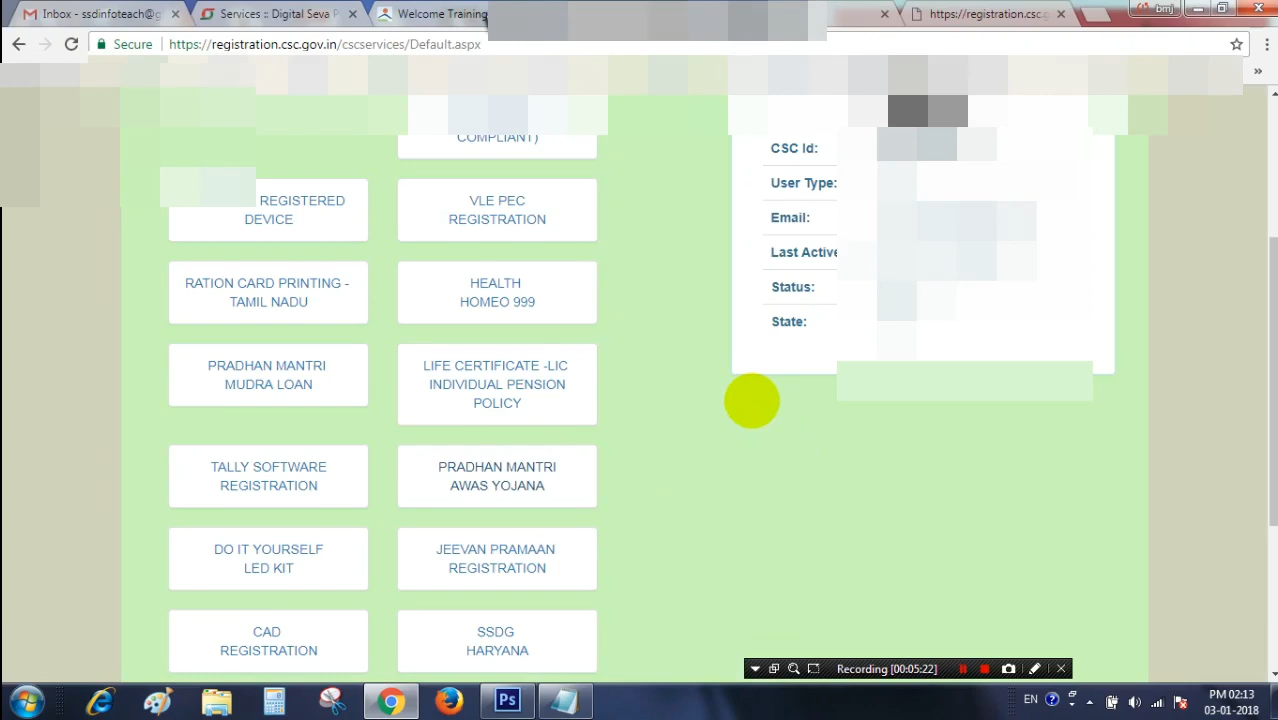 Inbox - ssdinfoteach@g
Services :: Digital Seva P
Welcome Training
https://registration.csc.g
bmj
Secure
https://registration.csc.gov.in/cscservices/Default.aspx
»
COMPLIANT)
REGISTERED
DEVICE
VLE PEC
REGISTRATION
RATION CARD PRINTING -
TAMIL NADU
HEALTH
HOMEO 999
PRADHAN MANTRI
MUDRA LOAN
LIFE CERTIFICATE -LIC
INDIVIDUAL PENSION
POLICY
TALLY SOFTWARE
REGISTRATION
PRADHAN MANTRI
AWAS YOJANA
DO IT YOURSELF
LED KIT
JEEVAN PRAMAAN
REGISTRATION
CAD
REGISTRATION
SSDG
HARYANA
CSC Id:
User Type:
Email:
Last Active
Status:
State:
Recording [00:05:22]
Ps
EN
PM 02:13
03-01-2018